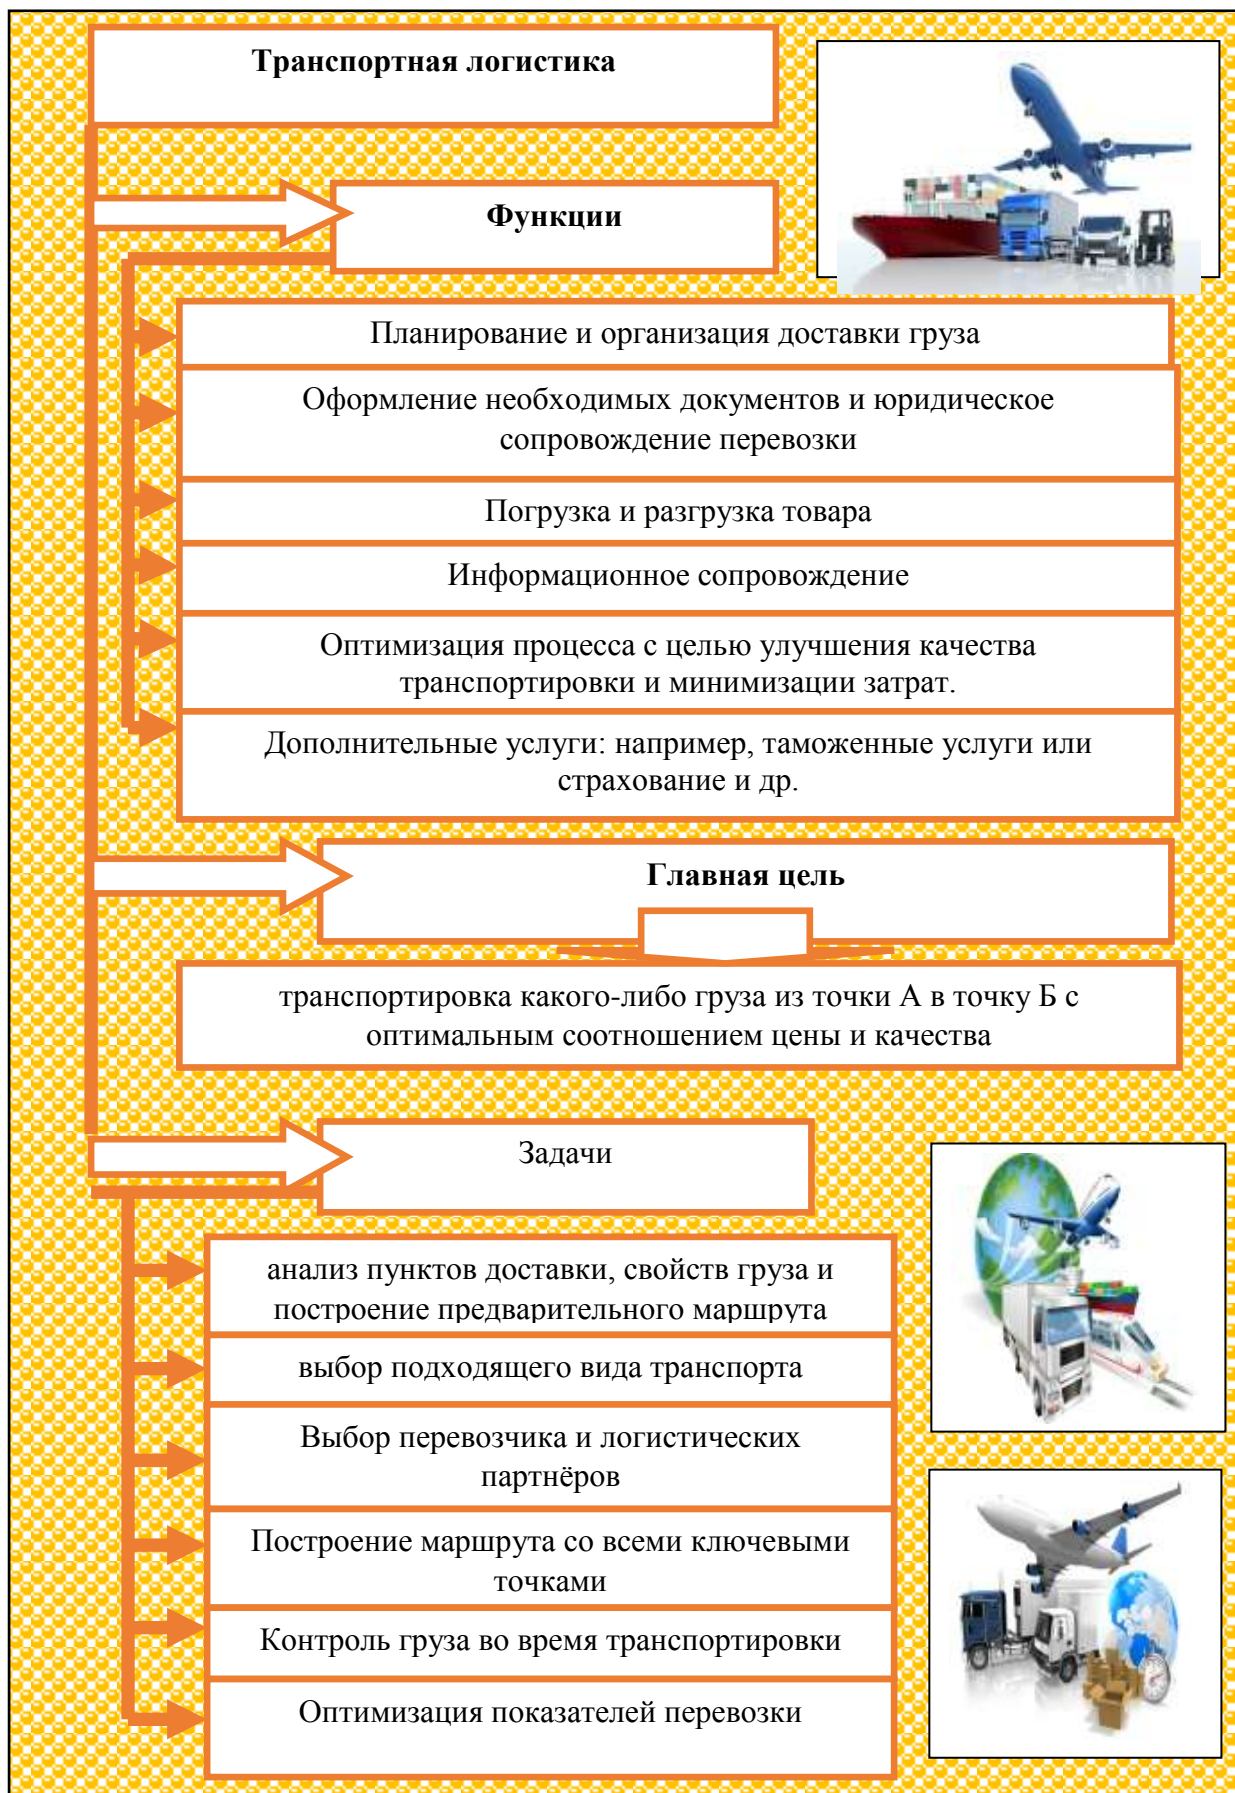 Транспортная логистика
Функции
Планирование и организация доставки груза
Оформление необходимых документов и юридическое
сопровождение перевозки
Погрузка и разгрузка товара
Информационное сопровождение
Оптимизация процесса с целью улучшения качества
транспортировки и минимизации затрат.
Дополнительные услуги: например, таможенные услуги или
страхование и др.
Главная цель
транспортировка какого-либо груза из точки А в точку Б с
оптимальным соотношением цены и качества
Задачи
анализ пунктов доставки, свойств груза и
построение предварительного маршрута
выбор подходящего вида транспорта
Выбор перевозчика и логистических
партнёров
Построение маршрута со всеми ключевыми
точками
Контроль груза во время транспортировки
Оптимизация показателей перевозки